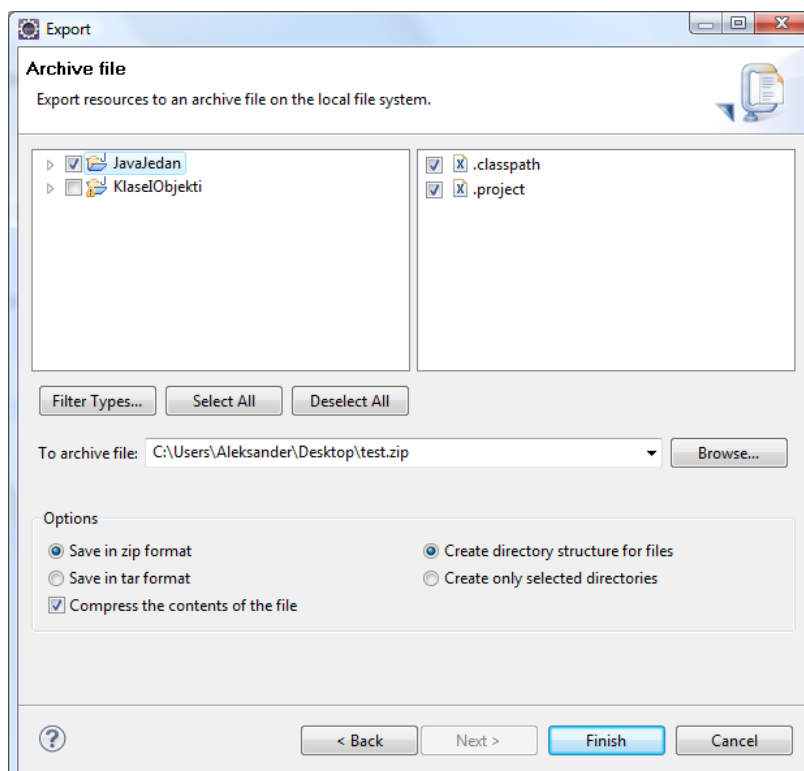 Export
Archive file
Export resources to an archive file on the local file system.
JavaJedan
KlaseIObjekti
.classpath
.project
Filter Types...
Select All
Deselect All
To archive file:
C:\Users\Aleksander\Desktop\test.zip
Browse...
Options
Save in zip format
Create directory structure for files
Save in tar format
Create only selected directories
Compress the contents of the file
?
< Back
Next >
Finish
Cancel